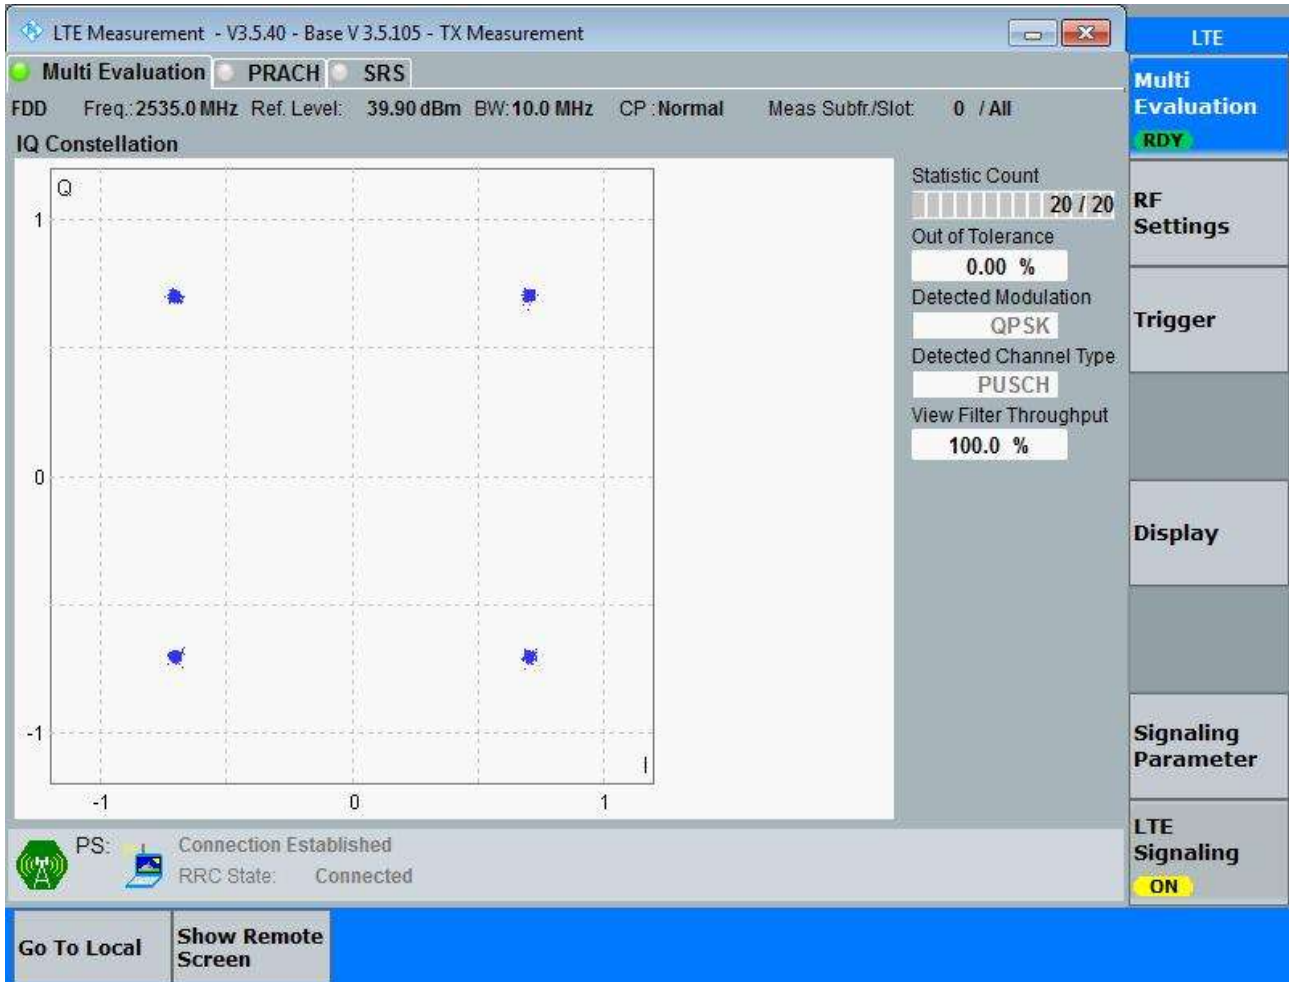 LTE Measurement - V3.5.40 - Base V 3.5.105 - TX Measurement
LTE
Multi Evaluation PRACH SRS
FDD Freq.: 2535.0 MHz Ref. Level: 39.90 dBm BW: 10.0 MHz CP : Normal Meas Subfr./Slot: 0 / All
IQ Constellation
Q
1
0
-1
-1 0 1
I
Statistic Count
20 / 20
Out of Tolerance
0.00 %
Detected Modulation
QPSK
Detected Channel Type
PUSCH
View Filter Throughput
100.0 %
Multi
Evaluation
RDY
RF
Settings
Trigger
Display
Signaling
Parameter
LTE
Signaling
ON
PS: Connection Established
RRC State: Connected
Go To Local
Show Remote
Screen